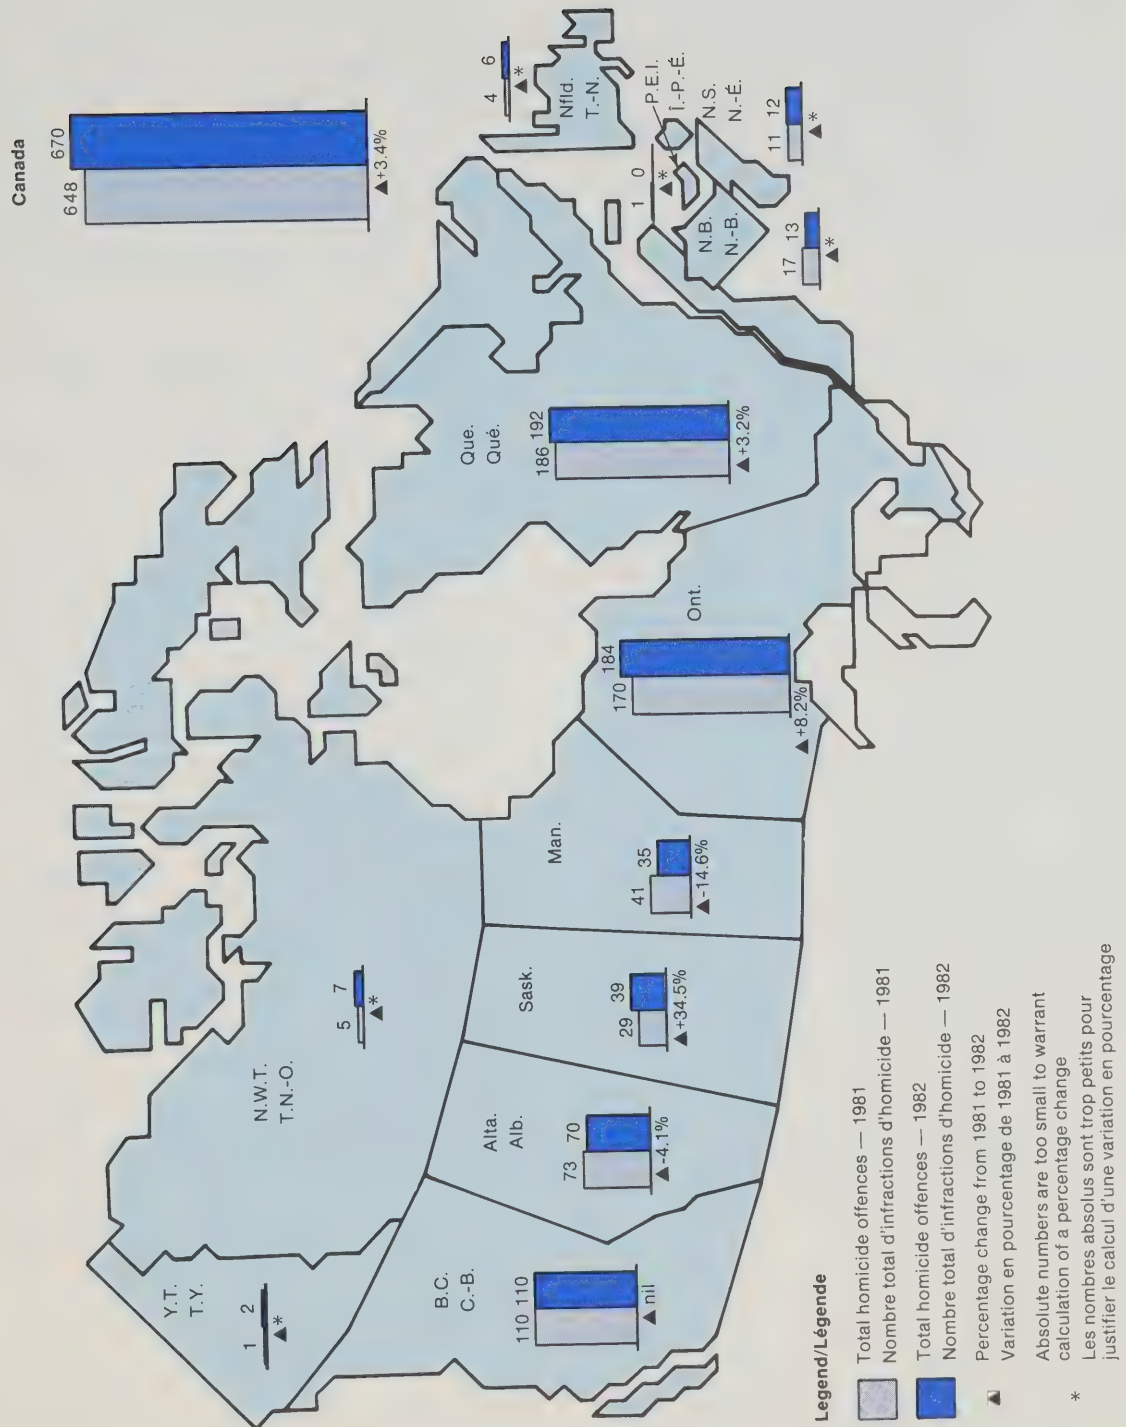 Canada
648 670
▲+3.4%
Y.T.
T.Y.
1 2
▲*
N.W.T.
T.N.-O.
5 7
▲*
B.C.
C.-B.
110 110
▲ nil
Alta.
Alb.
73 70
▲-4.1%
Sask.
29 39
▲+34.5%
Man.
41 35
▲-14.6%
Ont.
170 184
▲+8.2%
Que.
Qué.
186 192
▲+3.2%
Nfld.
T.-N.
4 6
▲*
P.E.I.
Î.-P.-É.
1 0
▲*
N.S.
N.-É.
11 12
▲*
N.B.
N.-B.
17 13
▲*
Legend/Légende
Total homicide offences — 1981
Nombre total d'infractions d'homicide — 1981
Total homicide offences — 1982
Nombre total d'infractions d'homicide — 1982
▲ Percentage change from 1981 to 1982
Variation en pourcentage de 1981 à 1982
Absolute numbers are too small to warrant
calculation of a percentage change
* Les nombres absolus sont trop petits pour
justifier le calcul d'une variation en pourcentage